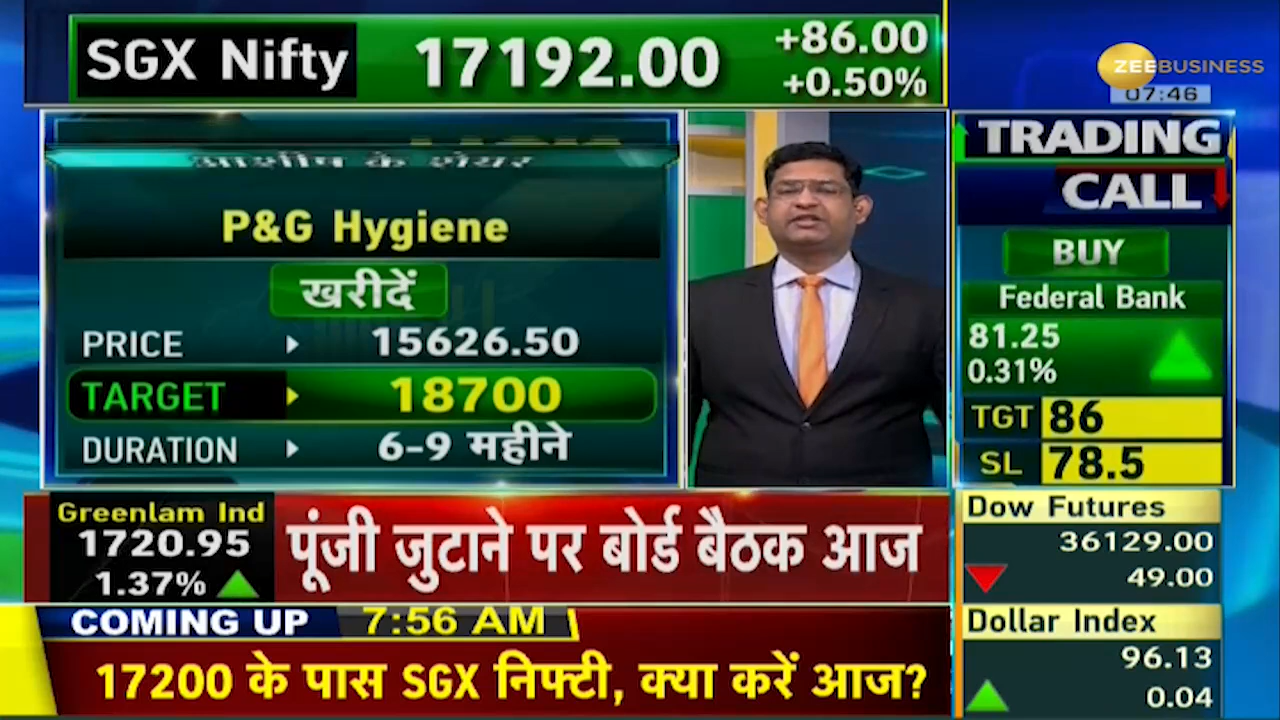 SGX Nifty
17192.00
+86.00
+0.50%
ZEEBUSINESS
07:46
आशीष के शेयर
P&G Hygiene
खरीदें
PRICE 15626.50
TARGET 18700
DURATION 6-9 महीने
TRADING
CALL
BUY
Federal Bank
81.25
0.31%
TGT 86
SL 78.5
Greenlam Ind
1720.95
1.37%
पूंजी जुटाने पर बोर्ड बैठक आज
Dow Futures
36129.00
49.00
Dollar Index
96.13
0.04
COMING UP 7:56 AM
17200 के पास SGX निफ्टी, क्या करें आज?